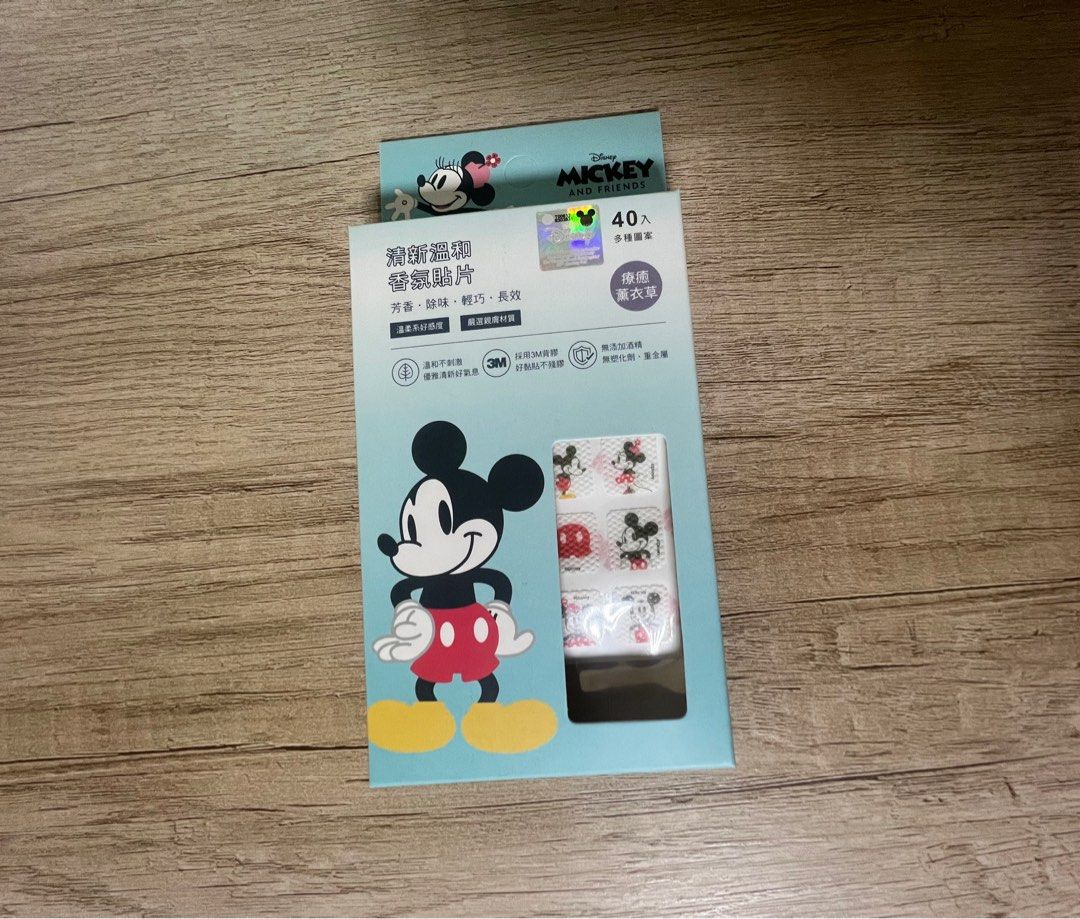 Disney
MICKEY
AND FRIENDS
40入
多種圖案
清新溫和
香氛貼片
芳香・除味・輕巧・長效
溫柔系好感度
嚴選親膚材質
療癒
薰衣草
溫和不刺激
優雅清新好氣息
3M
採用3M背膠
好黏貼不殘膠
無添加酒精
無塑化劑、重金屬